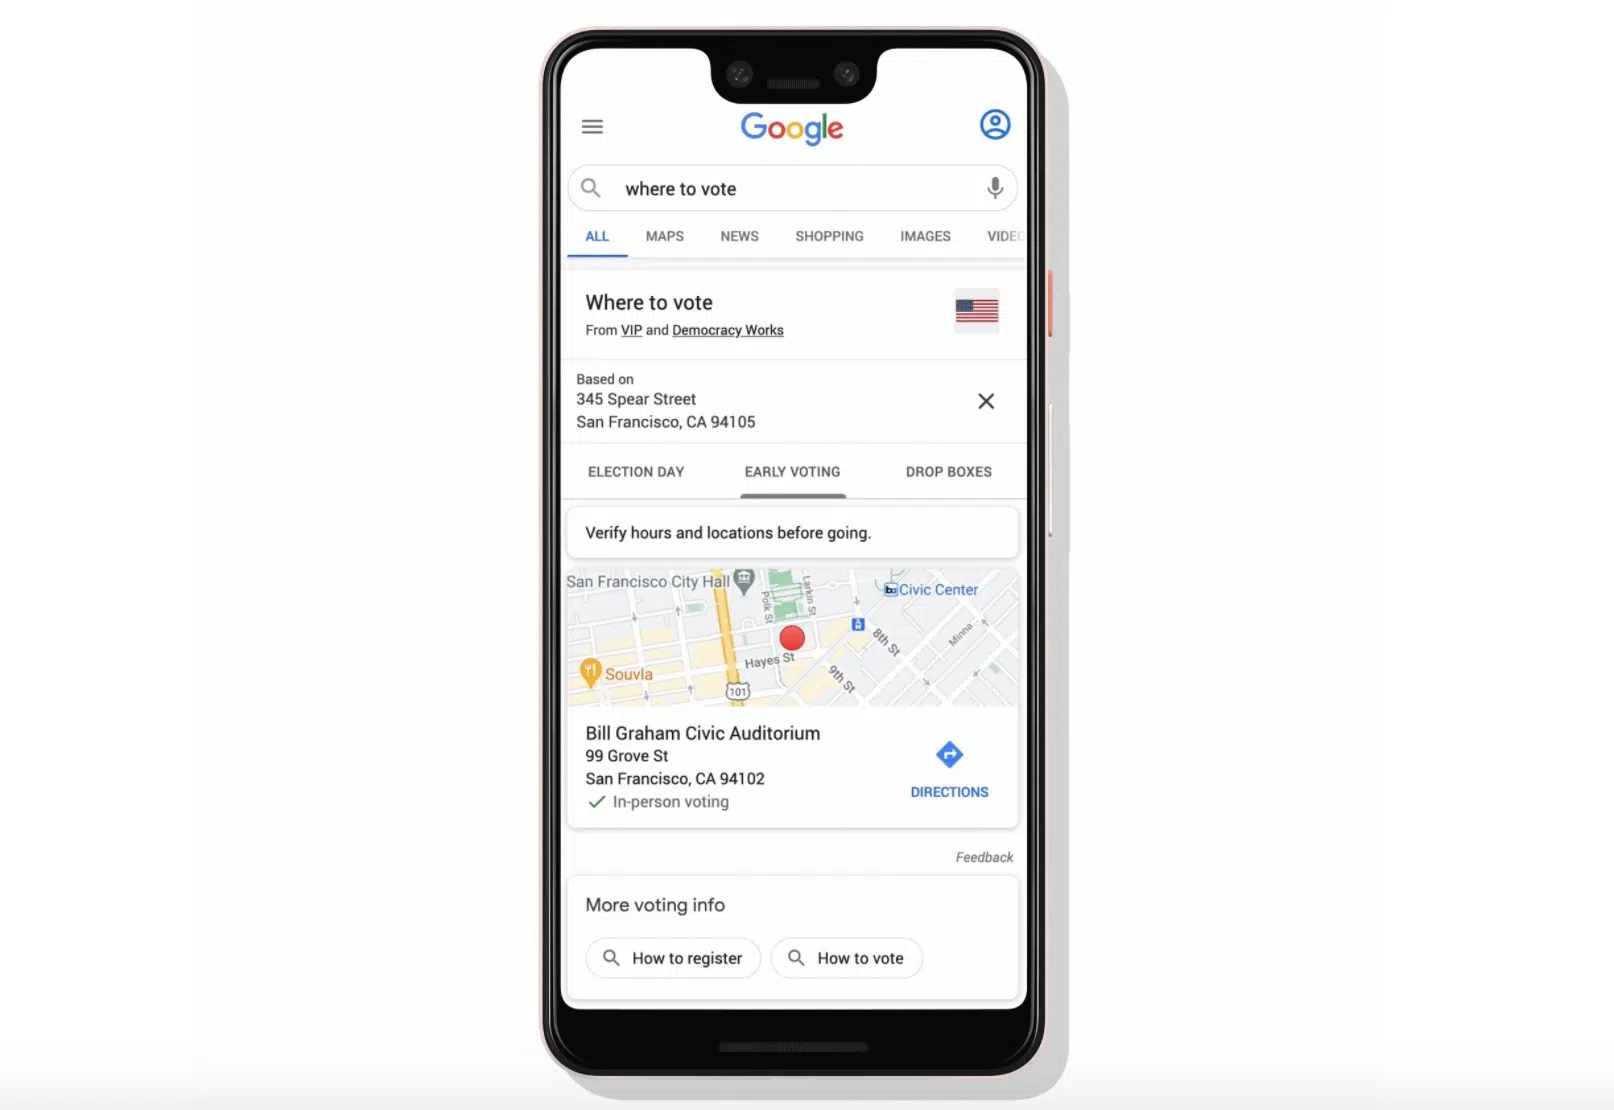 Google
where to vote
ALL MAPS NEWS SHOPPING IMAGES VIDEO
Where to vote
From VIP and Democracy Works
Based on
345 Spear Street
San Francisco, CA 94105
ELECTION DAY EARLY VOTING DROP BOXES
Verify hours and locations before going.
San Francisco City Hall
Polk St
Larkin St
Civic Center
8th St
Minna
Hayes St
9th St
Souvla
101
Bill Graham Civic Auditorium
99 Grove St
San Francisco, CA 94102
In-person voting
DIRECTIONS
Feedback
More voting info
How to register How to vote